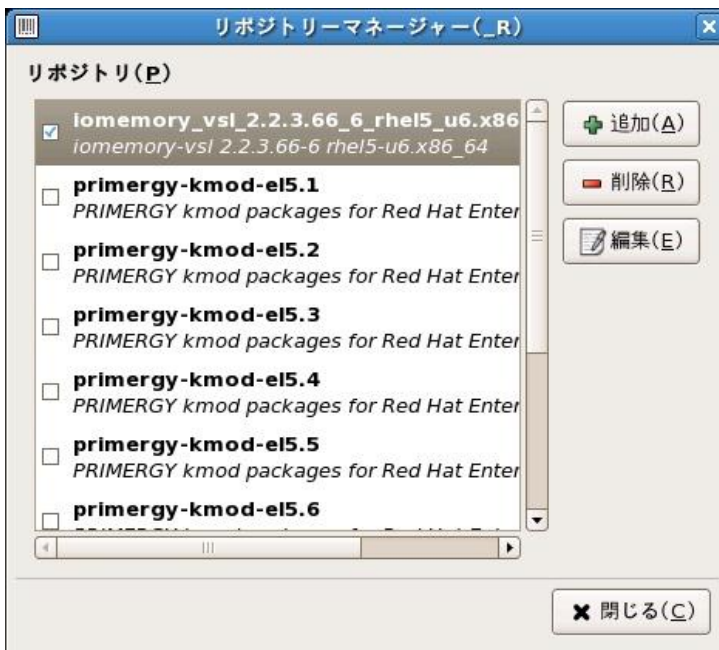 リポジトリーマネージャー(_R)
リポジトリ(P)
iomemory_vsl_2.2.3.66_6_rhel5_u6.x86
iomemory-vsl 2.2.3.66-6 rhel5-u6.x86_64
primergy-kmod-el5.1
PRIMERGY kmod packages for Red Hat Enter
primergy-kmod-el5.2
PRIMERGY kmod packages for Red Hat Enter
primergy-kmod-el5.3
PRIMERGY kmod packages for Red Hat Enter
primergy-kmod-el5.4
PRIMERGY kmod packages for Red Hat Enter
primergy-kmod-el5.5
PRIMERGY kmod packages for Red Hat Enter
primergy-kmod-el5.6
追加(A)
削除(R)
編集(E)
閉じる(C)